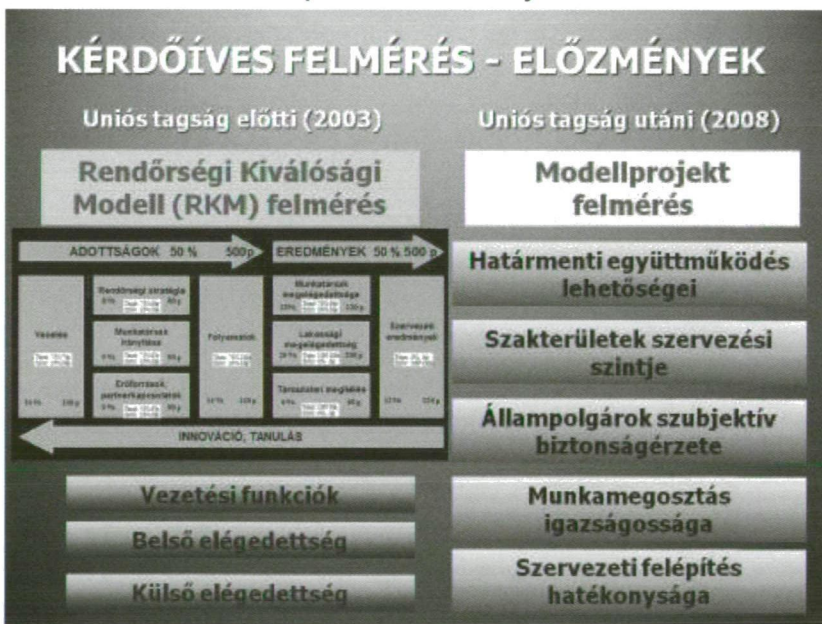 KÉRDŐÍVES FELMÉRÉS - ELŐZMÉNYEK
Uniós tagság előtti (2003)
Rendőrségi Kiválósági
Modell (RKM) felmérés
ADOTTSÁGOK 50 % 500 p
EREDMÉNYEK 50 % 500 p
Vezetés
Rendőrségi stratégia
Munkatársak
irányítása
Erőforrások,
partnerkapcsolatok
Folyamatok
Munkatársak
megelégedettsége
Lakossági
megelégedettség
Társadalmi megítélés
Szervezeti
eredmények
INNOVÁCIÓ, TANULÁS
Vezetési funkciók
Belső elégedettség
Külső elégedettség
Uniós tagság utáni (2008)
Modellprojekt
felmérés
Határmenti együttműködés
lehetőségei
Szakterületek szervezési
szintje
Állampolgárok szubjektív
biztonságérzete
Munkamegosztás
igazságossága
Szervezeti felépítés
hatékonysága